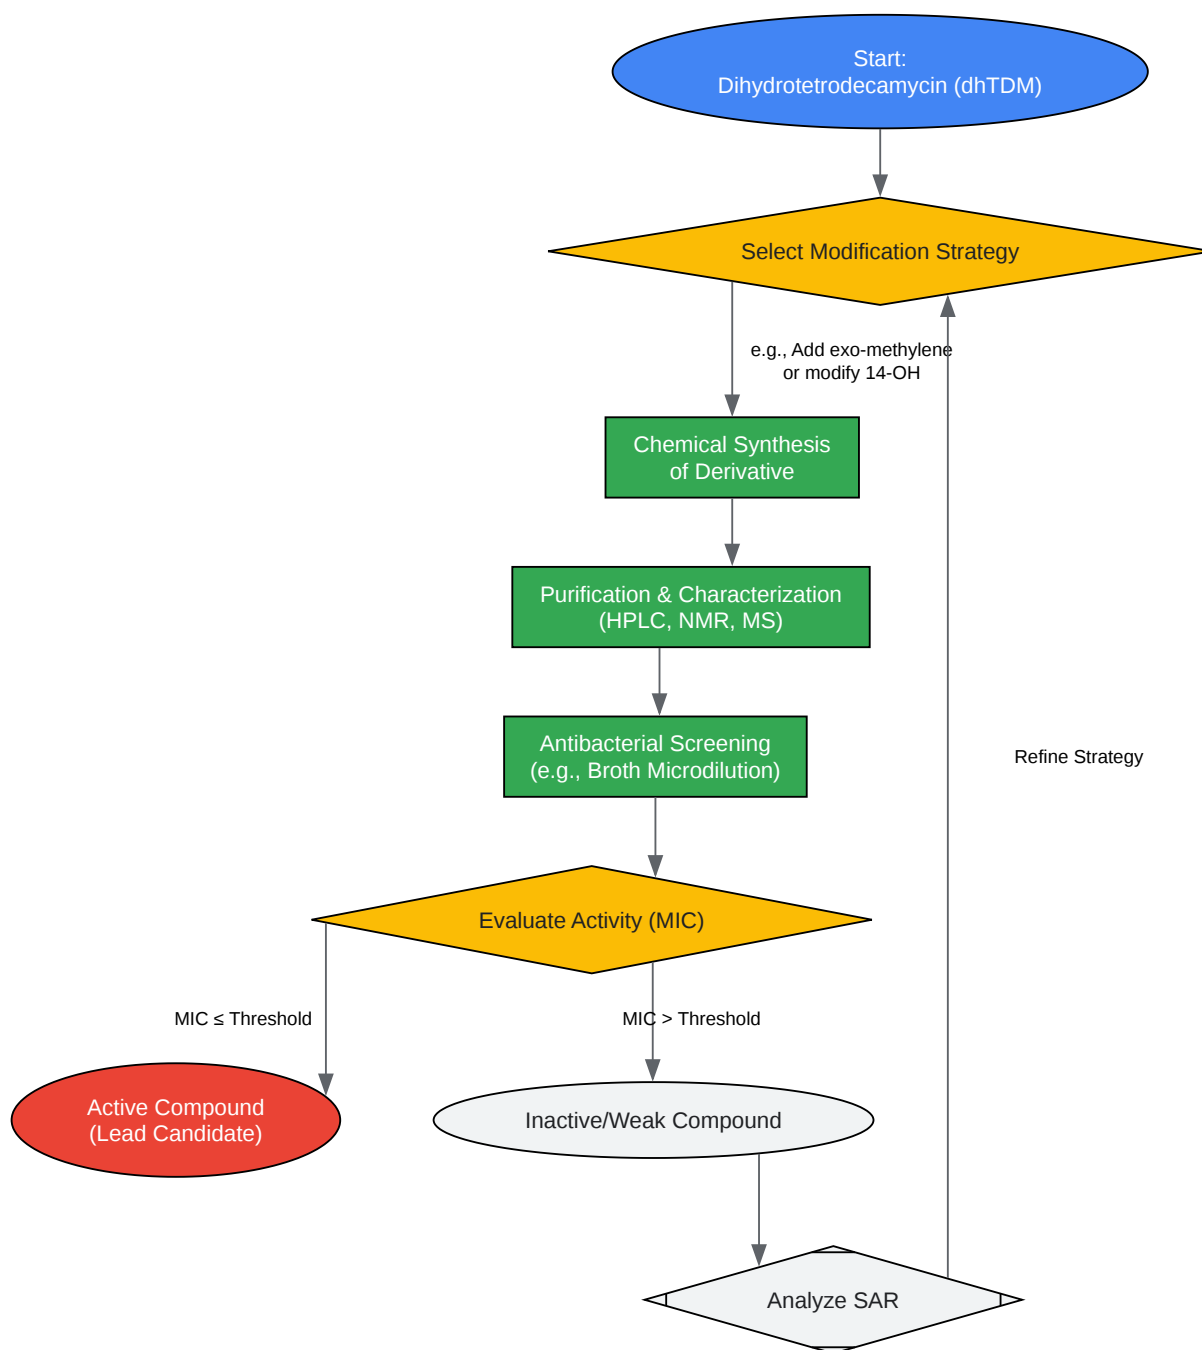 Start:
Dihydrotetrodecamycin (dhTDM)
Select Modification Strategy
e.g., Add exo-methylene
or modify 14-OH
Chemical Synthesis
of Derivative
Purification & Characterization
(HPLC, NMR, MS)
Antibacterial Screening
(e.g., Broth Microdilution)
Refine Strategy
Evaluate Activity (MIC)
MIC ≤ Threshold
MIC > Threshold
Active Compound
(Lead Candidate)
Inactive/Weak Compound
Analyze SAR